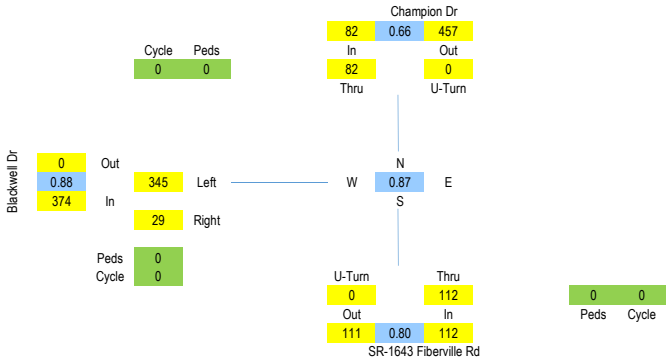 Champion Dr
82 0.66 457
Cycle Peds In Out
0 0 82 0
Thru U-Turn
Blackwell Dr
0 Out N
0.88 345 Left W 0.87 E
374 In S
29 Right
Peds 0
Cycle 0
U-Turn Thru
0 112 0 0
Out In Peds Cycle
111 0.80 112
SR-1643 Fiberville Rd